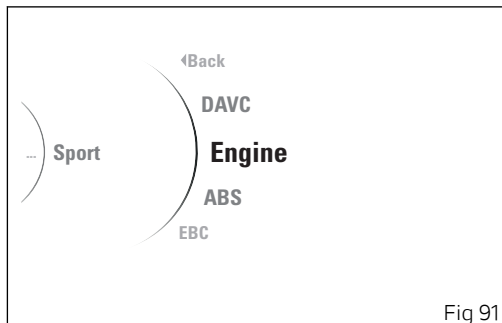 ◀Back
DAVC
... Sport Engine
ABS
EBC
Fig 91